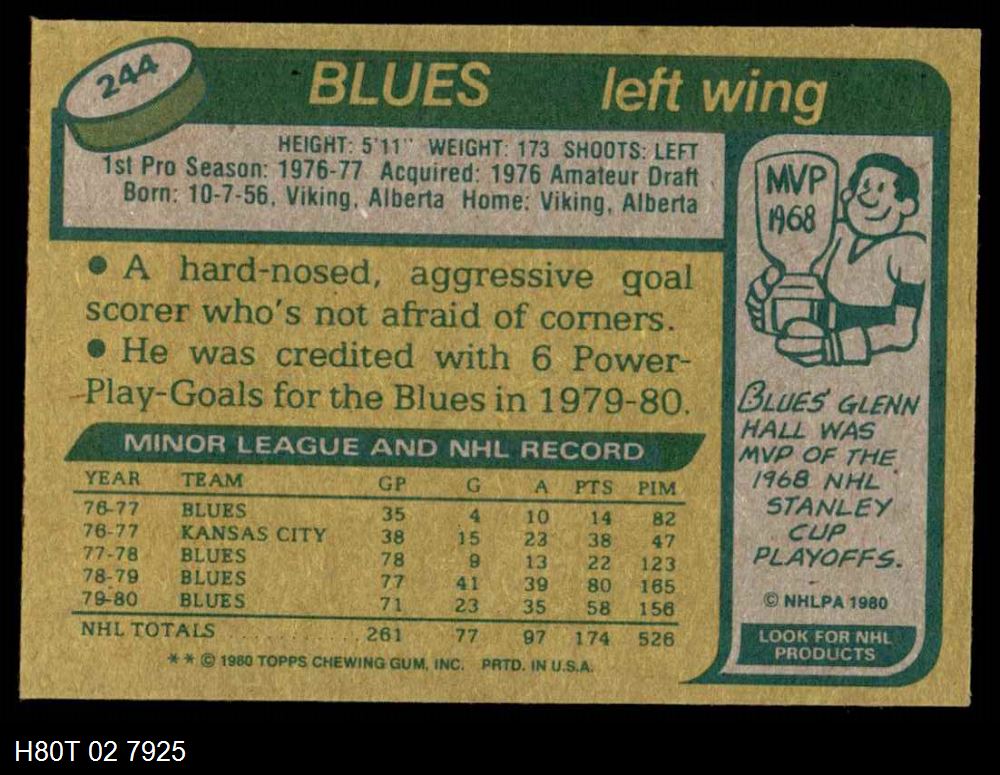 244
BLUES left wing
HEIGHT: 5'11" WEIGHT: 173 SHOOTS: LEFT
1st Pro Season: 1976-77 Acquired: 1976 Amateur Draft
Born: 10-7-56, Viking, Alberta Home: Viking, Alberta
• A hard-nosed, aggressive goal
scorer who's not afraid of corners.
• He was credited with 6 Power-
Play-Goals for the Blues in 1979-80.
MINOR LEAGUE AND NHL RECORD
YEAR TEAM GP G A PTS PIM
76-77 BLUES 35 4 10 14 82
76-77 KANSAS CITY 38 15 23 38 47
77-78 BLUES 78 9 13 22 123
78-79 BLUES 77 41 39 80 165
79-80 BLUES 71 23 35 58 156
NHL TOTALS 261 77 97 174 526
** © 1980 TOPPS CHEWING GUM, INC. PRTD. IN U.S.A.
MVP
1968
BLUES' GLENN
HALL WAS
MVP OF THE
1968 NHL
STANLEY
CUP
PLAYOFFS.
© NHLPA 1980
LOOK FOR NHL
PRODUCTS
H80T 02 7925